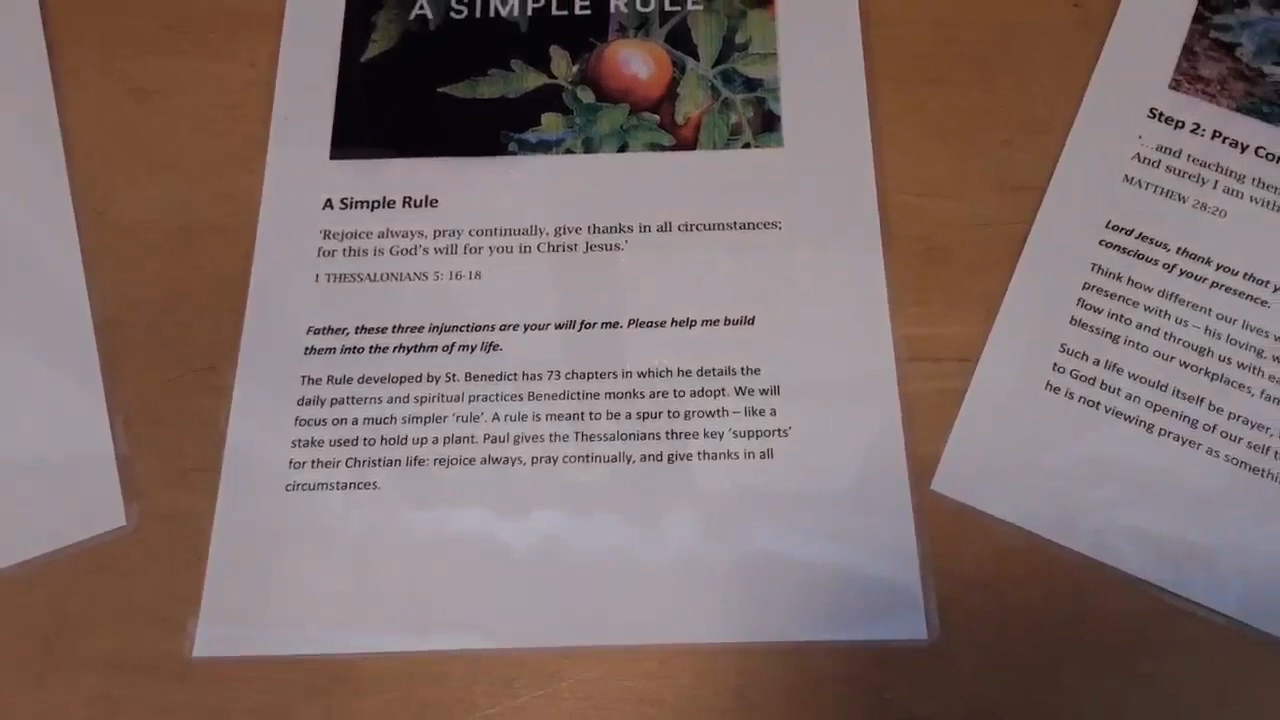 A SIMPLE RULE
A Simple Rule
‘Rejoice always, pray continually, give thanks in all circumstances;
for this is God’s will for you in Christ Jesus.’
1 THESSALONIANS 5: 16-18
Father, these three injunctions are your will for me. Please help me build
them into the rhythm of my life.
The Rule developed by St. Benedict has 73 chapters in which he details the
daily patterns and spiritual practices Benedictine monks are to adopt. We will
focus on a much simpler ‘rule’. A rule is meant to be a spur to growth – like a
stake used to hold up a plant. Paul gives the Thessalonians three key ‘supports’
for their Christian life: rejoice always, pray continually, and give thanks in all
circumstances.
Step 2: Pray
‘...and teaching
And surely I am with
MATTHEW 28:20
Lord Jesus, thank you that
conscious of your presence.
Think how different our lives
presence with us – his loving,
flow into and through us with
blessing into our workplaces,
Such a life would itself be prayer,
to God but an opening of our self
he is not viewing prayer as